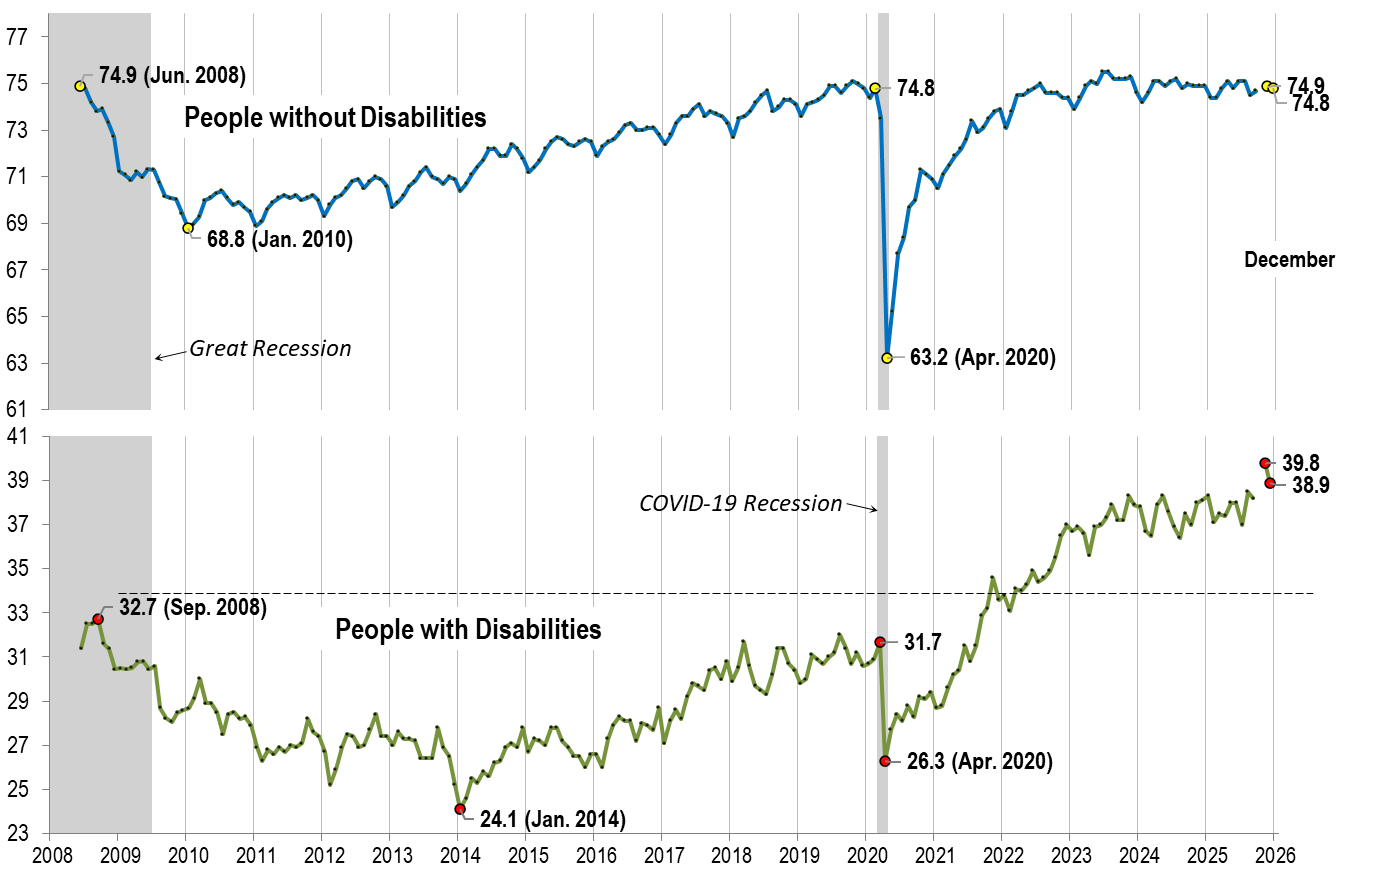 77
74.9 (Jun. 2008)
75
74.8
74.9
74.8
People without Disabilities
73
71
69
68.8 (Jan. 2010)
67
December
65
Great Recession
63
63.2 (Apr. 2020)
61
41
39.8
39
38.9
COVID-19 Recession
37
35
33
32.7 (Sep. 2008)
People with Disabilities
31.7
31
29
27
26.3 (Apr. 2020)
25
24.1 (Jan. 2014)
23
2008 2009 2010 2011 2012 2013 2014 2015 2016 2017 2018 2019 2020 2021 2022 2023 2024 2025 2026